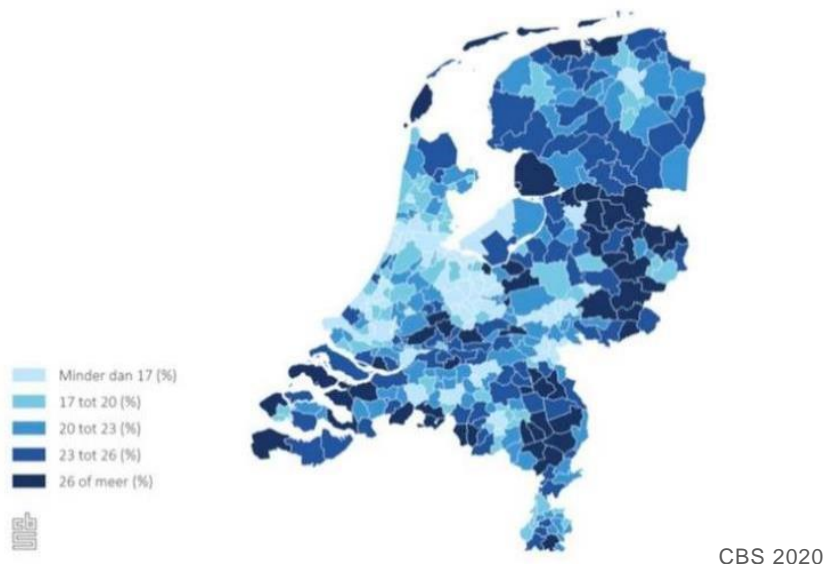 Minder dan 17 (%)
17 tot 20 (%)
20 tot 23 (%)
23 tot 26 (%)
26 of meer (%)
CBS 2020